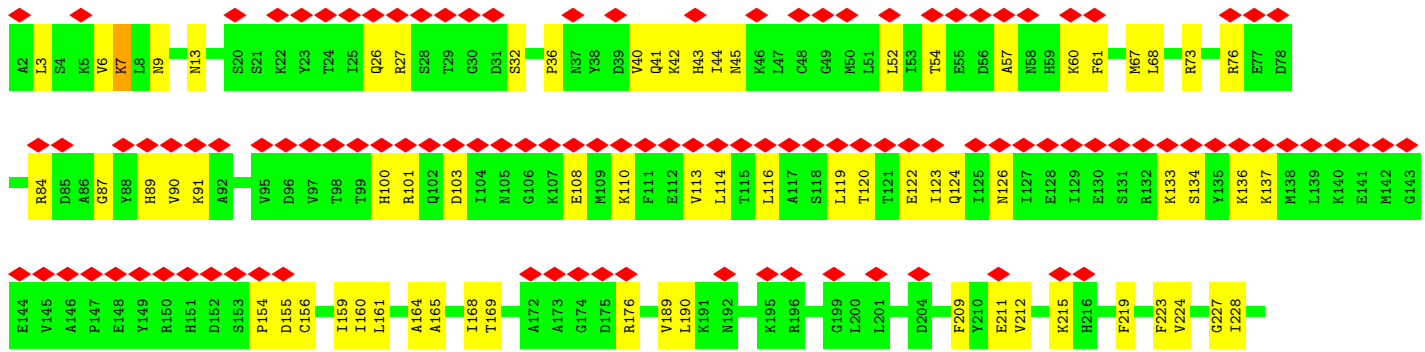 A2 L3 S4 K5 V6 K7 L8 N9 N13 S20 S21 K22 Y23 T24 I25 Q26 R27 S28 T29 G30 D31 S32 P36 N37 Y38 D39 V40 Q41 K42 H43 I44 N45 K46 L47 C48 G49 M50 L51 L52 I53 T54 E55 D56 A57 N58 H59 K60 F61 M67 L68 R73 R76 E77 D78
R84 D85 A86 G87 Y88 H89 V90 K91 A92 V95 D96 V97 T98 T99 H100 R101 Q102 D103 I104 N105 G106 K107 E108 M109 K110 F111 E112 V113 L114 T115 L116 A117 S118 L119 T120 T121 E122 I123 Q124 I125 N126 I127 E128 I129 E130 S131 R132 K133 S134 Y135 K136 K137 M138 L139 K140 E141 M142 G143
E144 V145 A146 P147 E148 Y149 R150 H151 D152 S153 P154 D155 C156 I159 I160 L161 A164 A165 I168 T169 A172 A173 G174 D175 R176 V189 L190 K191 N192 K195 R196 G199 L200 L201 D204 F209 Y210 E211 V212 K215 H216 F219 F223 V224 G227 I228